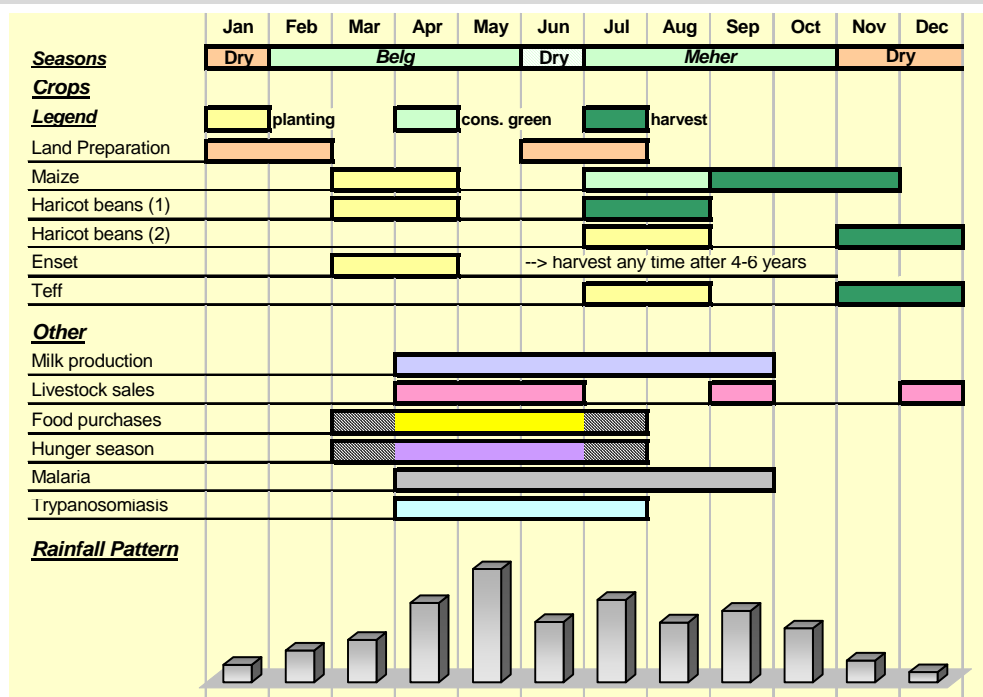 Jan Feb Mar Apr May Jun Jul Aug Sep Oct Nov Dec
Seasons Dry Belg Dry Meher Dry
Crops
Legend planting cons. green harvest
Land Preparation
Maize
Haricot beans (1)
Haricot beans (2)
Enset --> harvest any time after 4-6 years
Teff
Other
Milk production
Livestock sales
Food purchases
Hunger season
Malaria
Trypanosomiasis
Rainfall Pattern